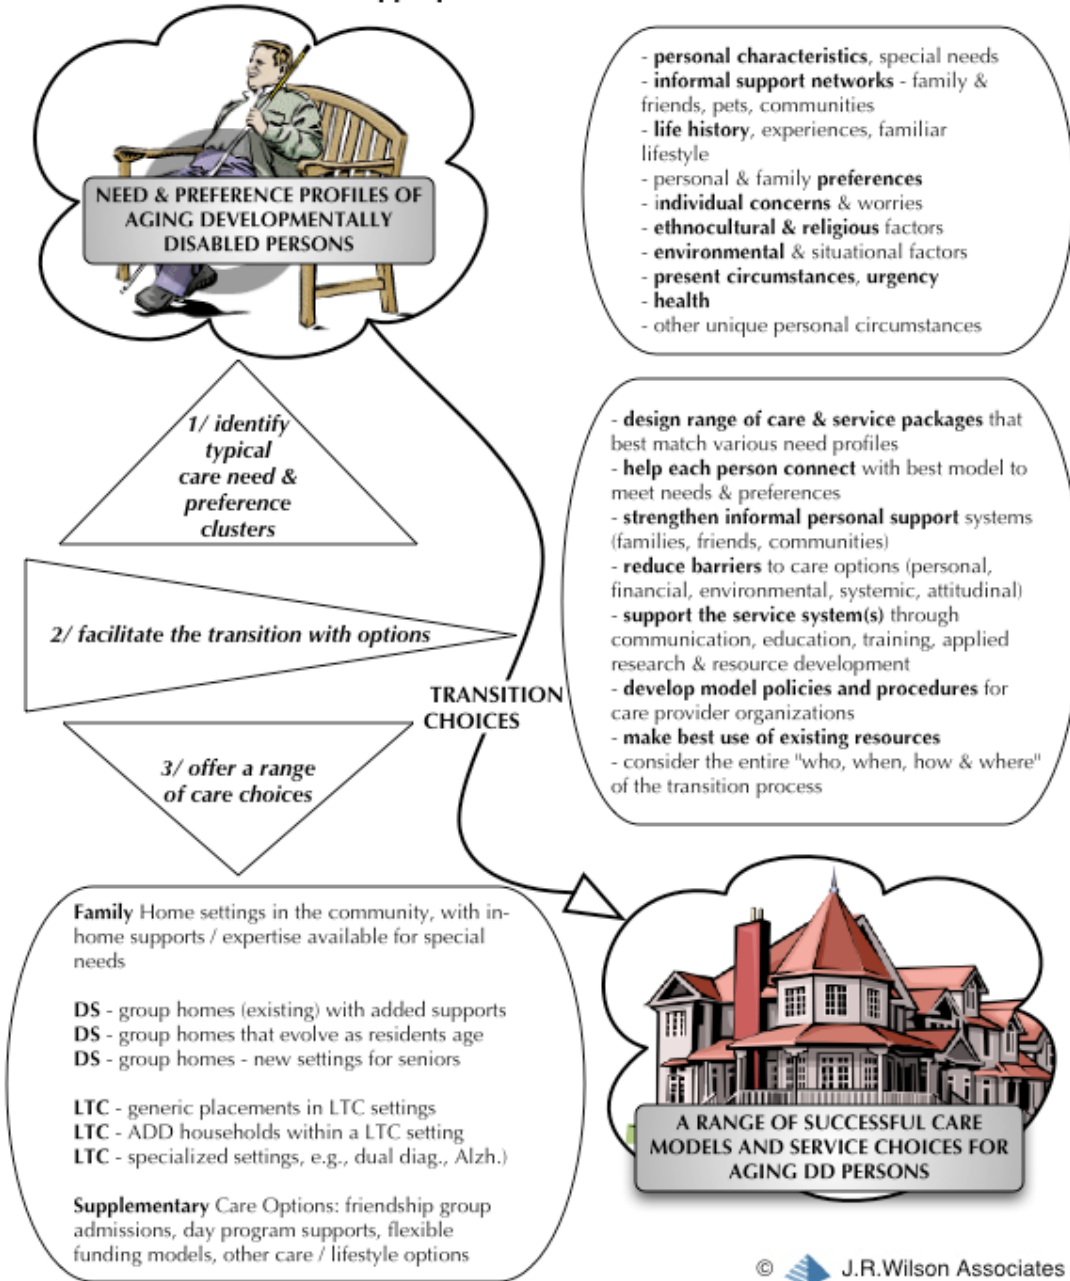 NEED & PREFERENCE PROFILES OF
AGING DEVELOPMENTALLY
DISABLED PERSONS
- personal characteristics, special needs
- informal support networks - family &
friends, pets, communities
- life history, experiences, familiar
lifestyle
- personal & family preferences
- individual concerns & worries
- ethnocultural & religious factors
- environmental & situational factors
- present circumstances, urgency
- health
- other unique personal circumstances
1/ identify
typical
care need &
preference
clusters
2/ facilitate the transition with options
3/ offer a range
of care choices
TRANSITION
CHOICES
- design range of care & service packages that
best match various need profiles
- help each person connect with best model to
meet needs & preferences
- strengthen informal personal support systems
(families, friends, communities)
- reduce barriers to care options (personal,
financial, environmental, systemic, attitudinal)
- support the service system(s) through
communication, education, training, applied
research & resource development
- develop model policies and procedures for
care provider organizations
- make best use of existing resources
- consider the entire "who, when, how & where"
of the transition process
Family Home settings in the community, with in-
home supports / expertise available for special
needs
DS - group homes (existing) with added supports
DS - group homes that evolve as residents age
DS - group homes - new settings for seniors
LTC - generic placements in LTC settings
LTC - ADD households within a LTC setting
LTC - specialized settings, e.g., dual diag., Alzh.)
Supplementary Care Options: friendship group
admissions, day program supports, flexible
funding models, other care / lifestyle options
A RANGE OF SUCCESSFUL CARE
MODELS AND SERVICE CHOICES FOR
AGING DD PERSONS
© J.R.Wilson Associates